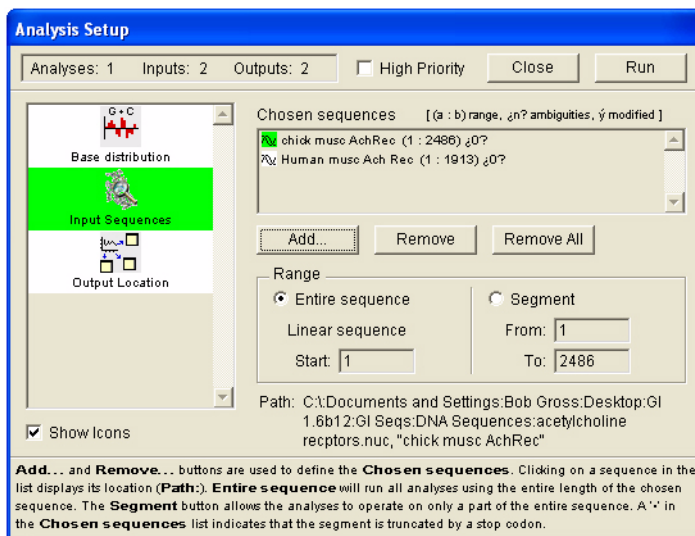 Analysis Setup
Analyses: 1 Inputs: 2 Outputs: 2 High Priority Close Run
G + C
Base distribution
Input Sequences
Output Location
Show Icons
Chosen sequences [ (a : b) range, ¿n? ambiguities, ý modified ]
chick musc AchRec (1 : 2486) ¿0?
Human musc Ach Rec (1 : 1913) ¿0?
Add... Remove Remove All
Range
Entire sequence Segment
Linear sequence From: 1
Start: 1 To: 2486
Path: C:\:Documents and Settings:Bob Gross:Desktop:GI
1.6b12:GI Seqs:DNA Sequences:acetylcholine
recptors.nuc, "chick musc AchRec"
Add... and Remove... buttons are used to define the Chosen sequences. Clicking on a sequence in the
list displays its location (Path:). Entire sequence will run all analyses using the entire length of the chosen
sequence. The Segment button allows the analyses to operate on only a part of the entire sequence. A '•' in
the Chosen sequences list indicates that the segment is truncated by a stop codon.